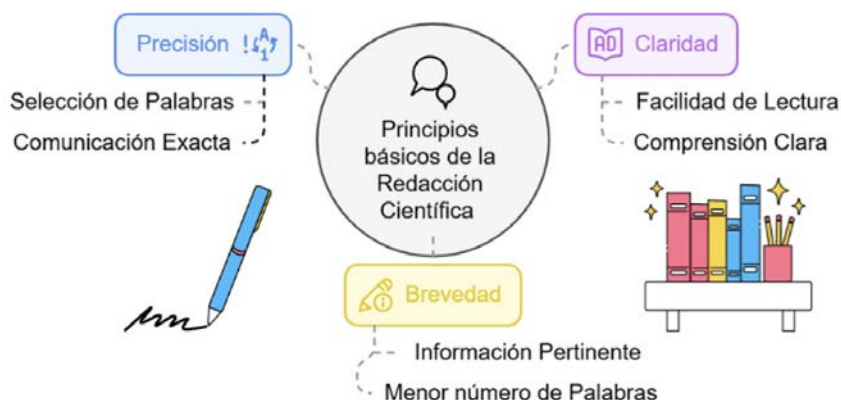 Precisión
Selección de Palabras
Comunicación Exacta
Principios
básicos de la
Redacción
Científica
Claridad
Facilidad de Lectura
Comprensión Clara
Brevedad
Información Pertinente
Menor número de Palabras